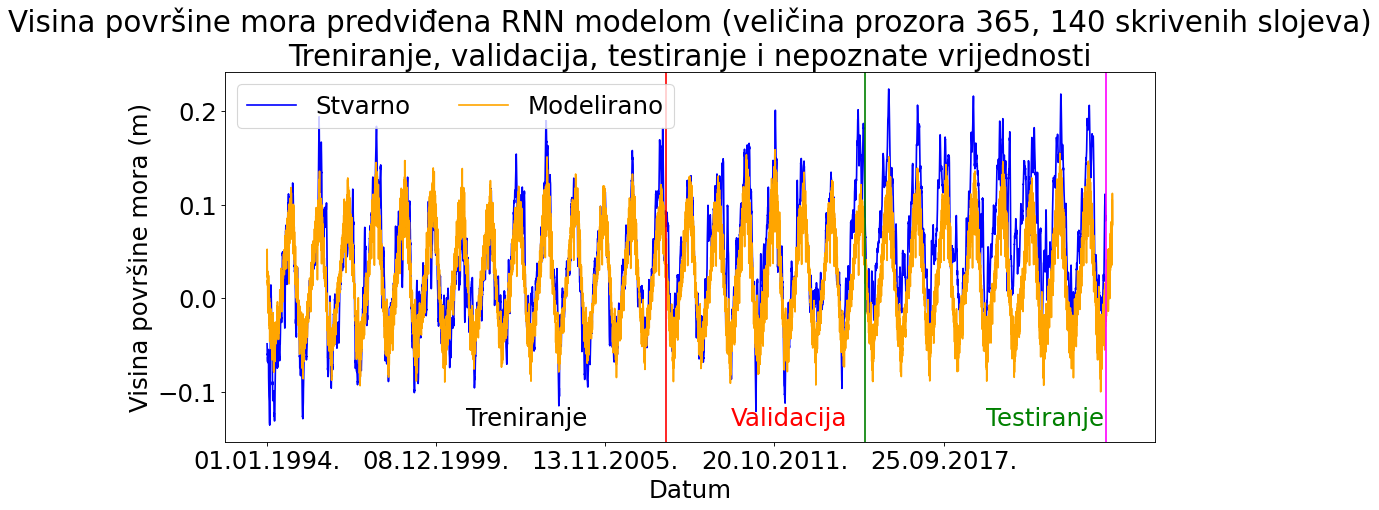 Visina površine mora predviđena RNN modelom (veličina prozora 365, 140 skrivenih slojeva)
Treniranje, validacija, testiranje i nepoznate vrijednosti
Stvarno Modelirano
Visina površine mora (m)
0.2
0.1
0.0
−0.1
Treniranje Validacija Testiranje
01.01.1994. 08.12.1999. 13.11.2005. 20.10.2011. 25.09.2017.
Datum